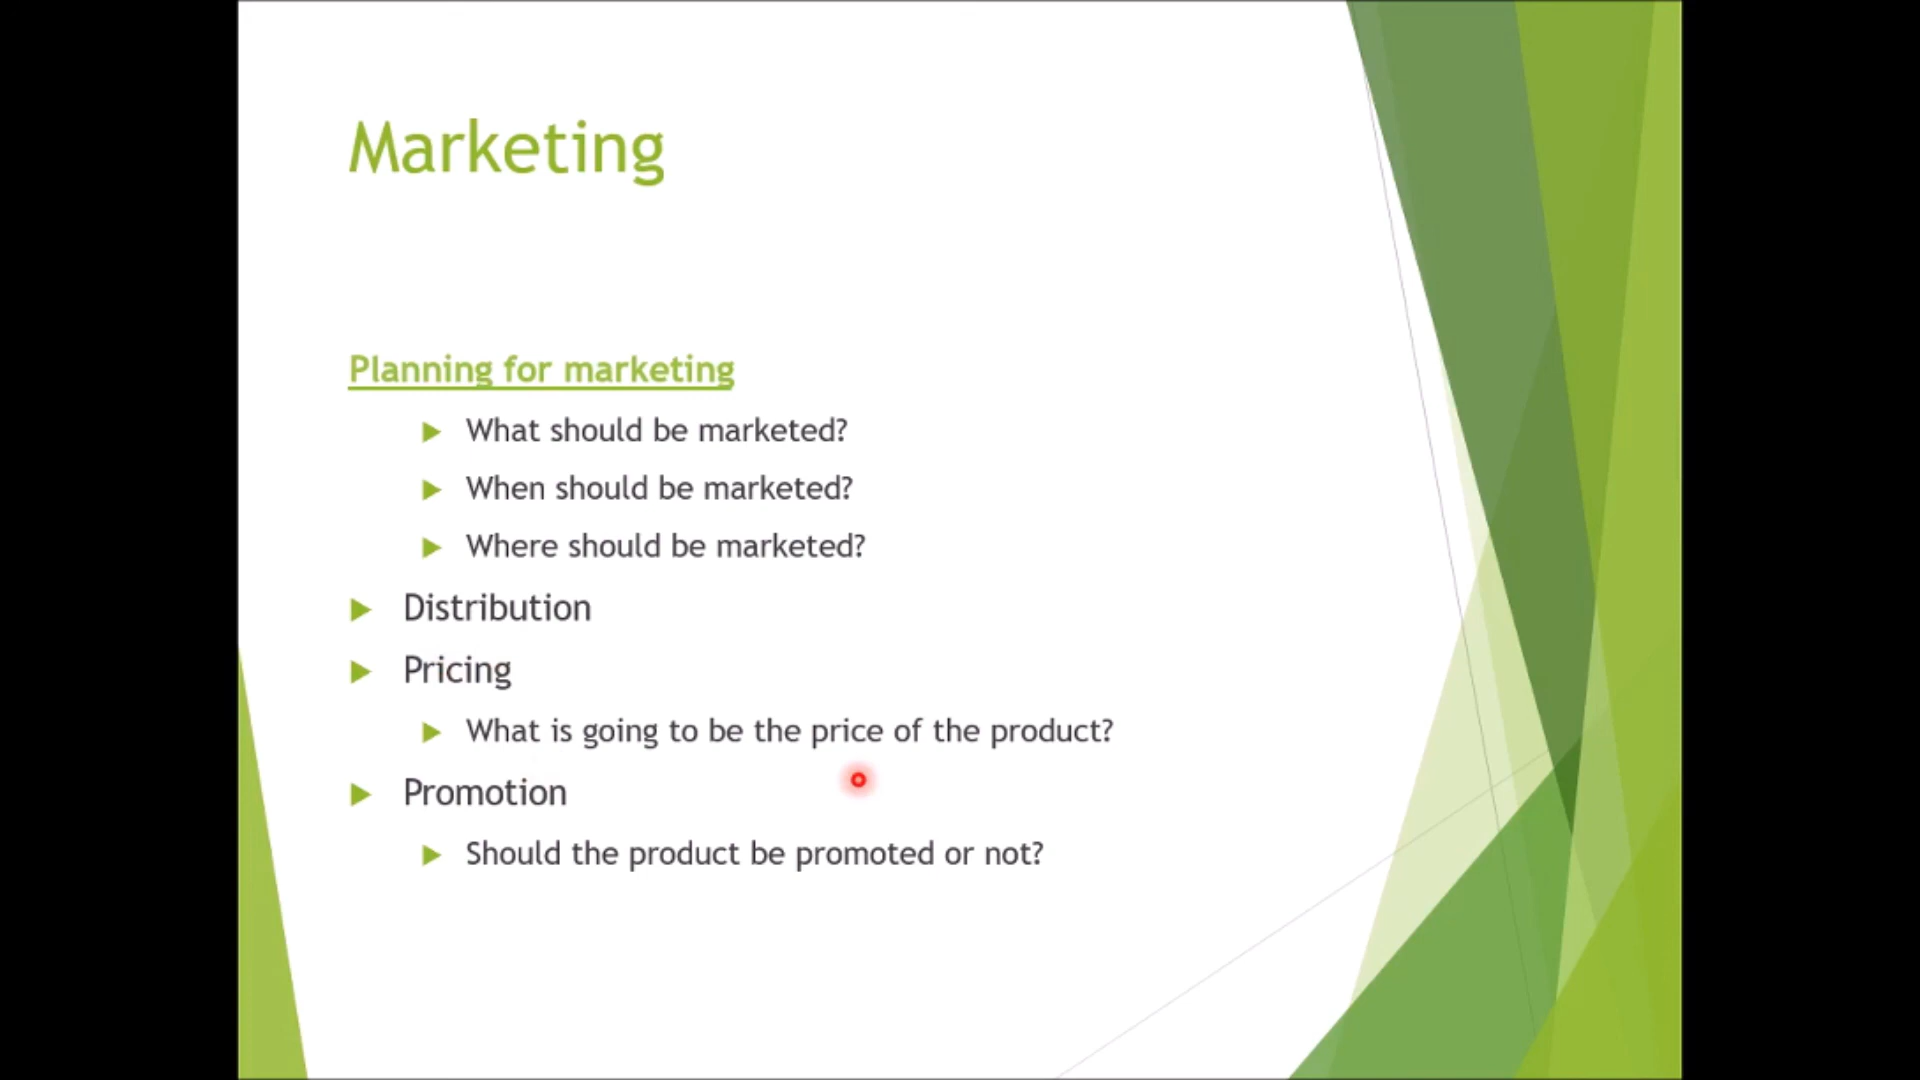 Marketing
Planning for marketing
What should be marketed?
When should be marketed?
Where should be marketed?
Distribution
Pricing
What is going to be the price of the product?
Promotion
Should the product be promoted or not?